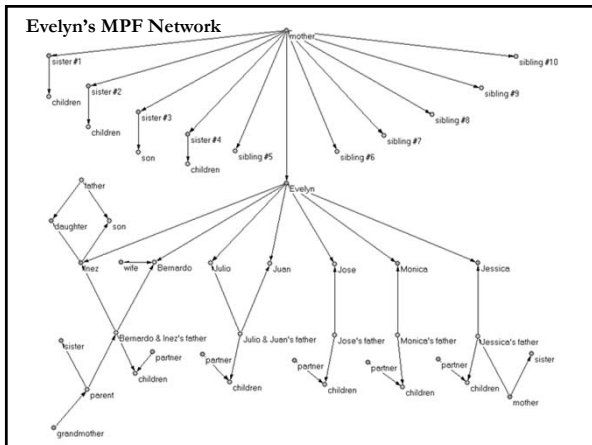 Evelyn's MPF Network
mother
sister #1
sibling #10
sister #2
sibling #9
children
sister #3
sibling #8
children
sister #4
sibling #7
son
children
sibling #5
sibling #6
father
Evelyn
daughter
son
Inez
wife
Bernardo
Julio
Juan
Jose
Monica
Jessica
sister
Bernardo & Inez's father
Julio & Juan's father
Jose's father
Monica's father
Jessica's father
partner
partner
partner
partner
partner
sister
children
children
children
children
children
parent
mother
grandmother